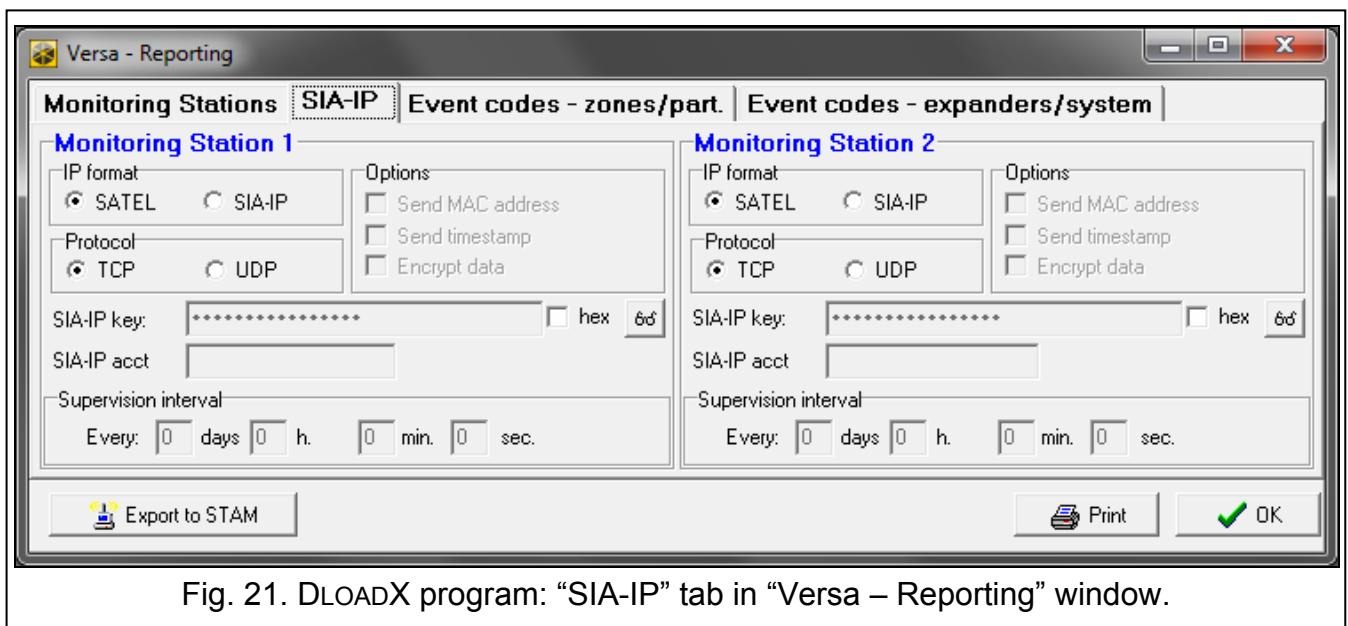 Versa - Reporting
Monitoring Stations SIA-IP Event codes - zones/part. Event codes - expanders/system
Monitoring Station 1
IP format
SATEL SIA-IP
Options
Send MAC address
Send timestamp
Encrypt data
Protocol
TCP UDP
SIA-IP key: **************** hex
SIA-IP acct
Supervision interval
Every: 0 days 0 h. 0 min. 0 sec.
Monitoring Station 2
IP format
SATEL SIA-IP
Options
Send MAC address
Send timestamp
Encrypt data
Protocol
TCP UDP
SIA-IP key: **************** hex
SIA-IP acct
Supervision interval
Every: 0 days 0 h. 0 min. 0 sec.
Export to STAM Print OK
Fig. 21. DLOADX program: “SIA-IP” tab in “Versa – Reporting” window.